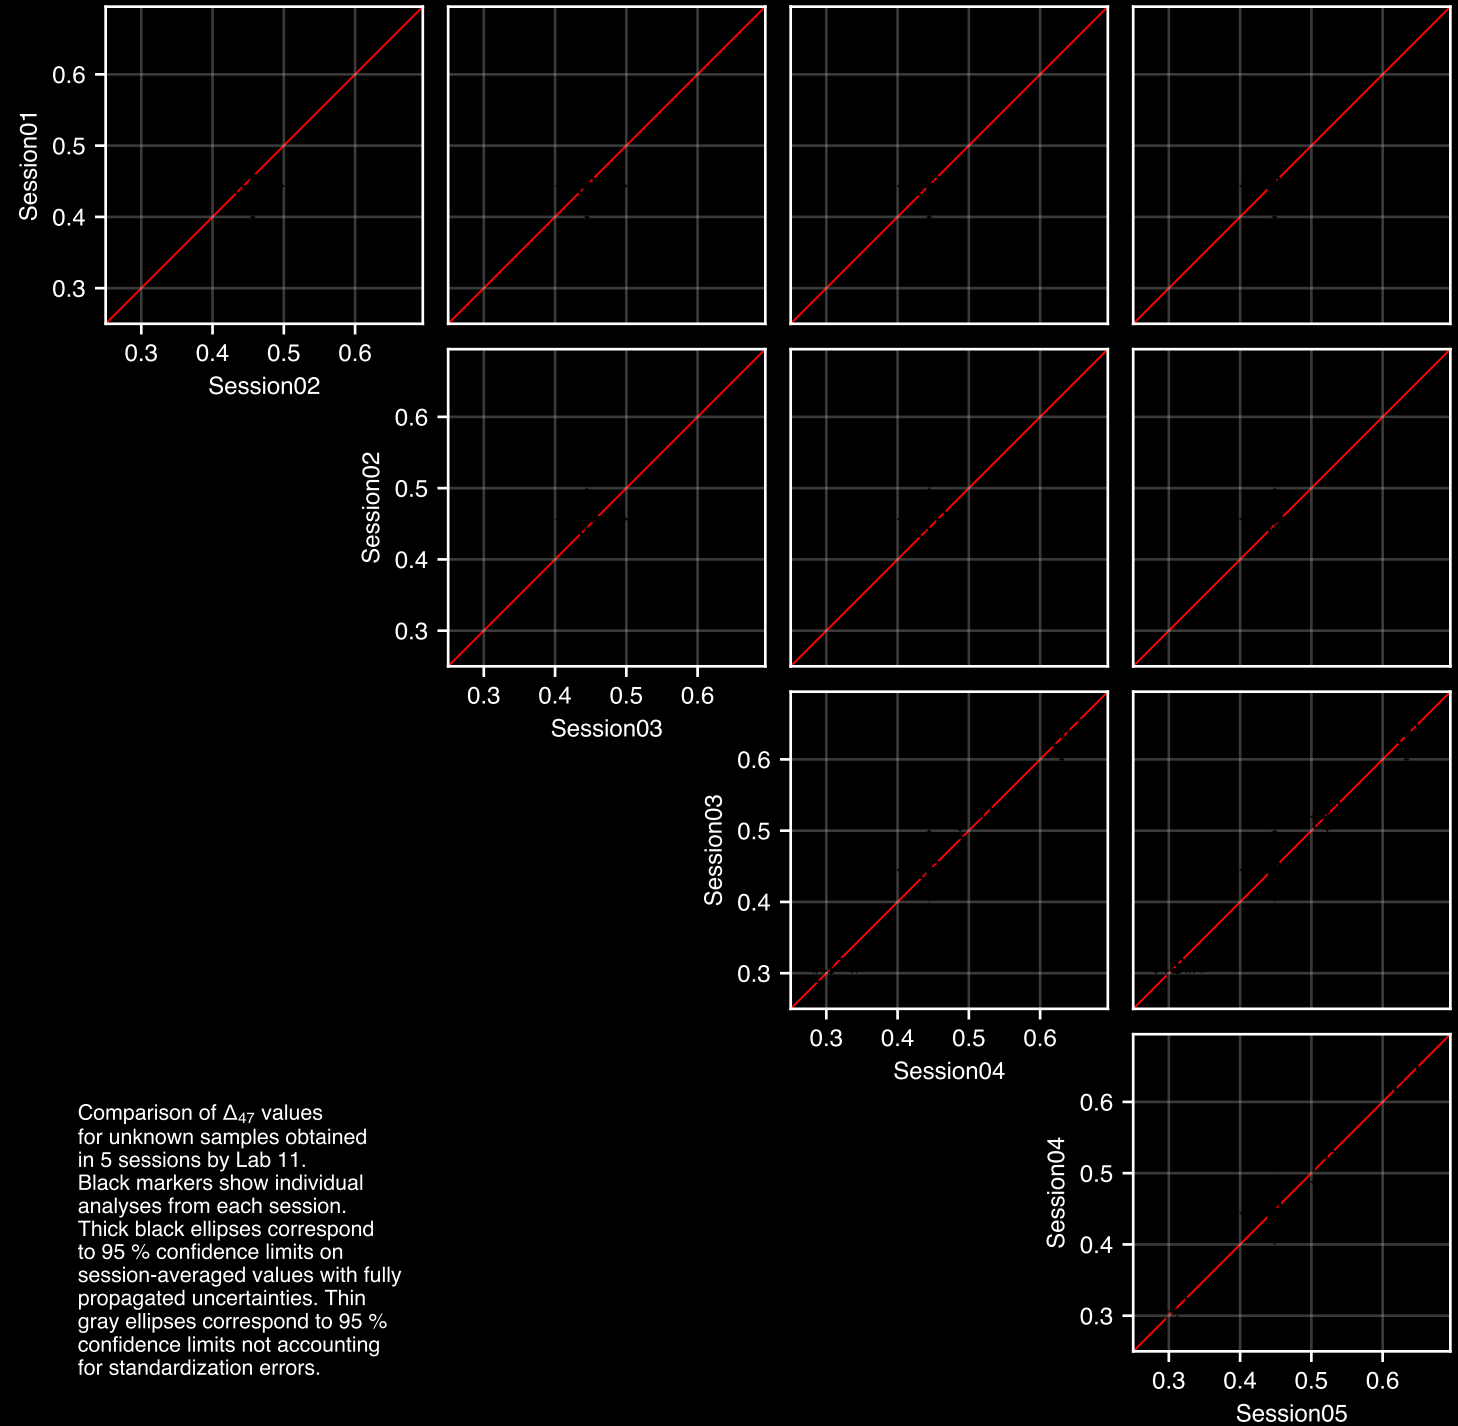 0.6
0.5
0.4
0.3
Session01
0.3 0.4 0.5 0.6
Session02
0.6
0.5
0.4
0.3
Session02
0.3 0.4 0.5 0.6
Session03
0.6
0.5
0.4
0.3
Session03
0.3 0.4 0.5 0.6
Session04
0.6
0.5
0.4
0.3
Session04
0.3 0.4 0.5 0.6
Session05
Comparison of Δ₄₇ values
for unknown samples obtained
in 5 sessions by Lab 11.
Black markers show individual
analyses from each session.
Thick black ellipses correspond
to 95 % confidence limits on
session-averaged values with fully
propagated uncertainties. Thin
gray ellipses correspond to 95 %
confidence limits not accounting
for standardization errors.